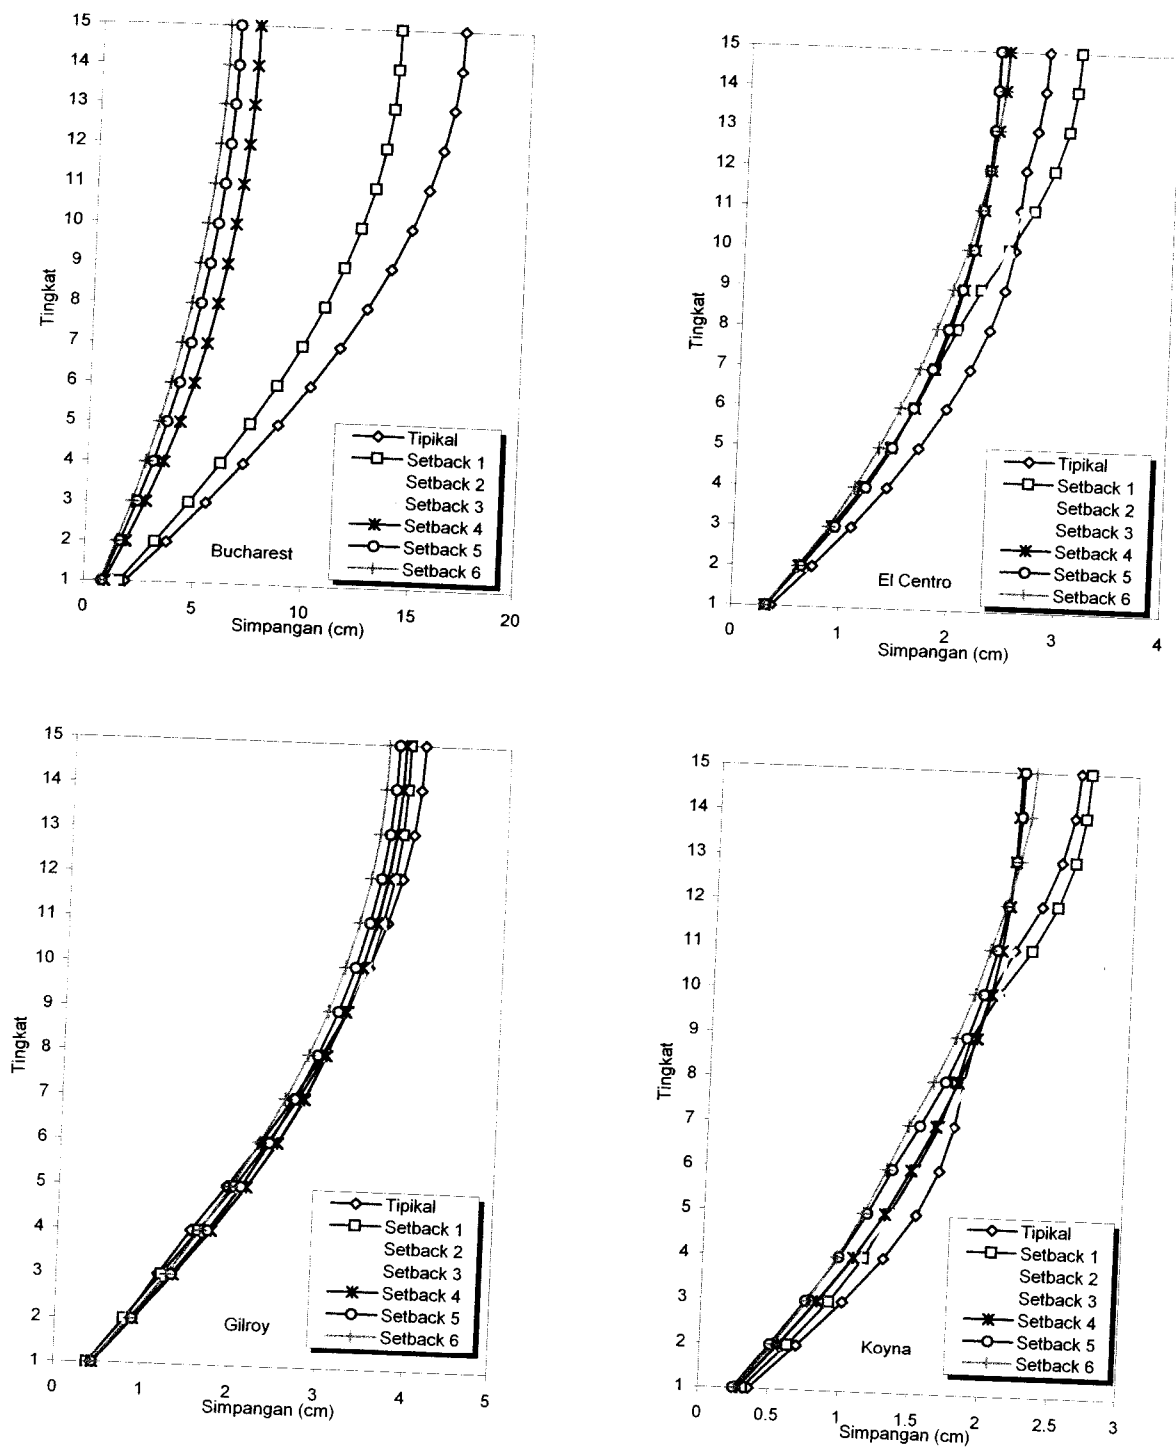 15
14
13
12
11
10
9
8
7
6
5
4
3
2
1
Tingkat
0 5 10 15 20
Simpangan (cm)
Bucharest
Tipikal
Setback 1
Setback 2
Setback 3
Setback 4
Setback 5
Setback 6
15
14
13
12
11
10
9
8
7
6
5
4
3
2
1
Tingkat
0 1 2 3 4
Simpangan (cm)
El Centro
Tipikal
Setback 1
Setback 2
Setback 3
Setback 4
Setback 5
Setback 6
15
14
13
12
11
10
9
8
7
6
5
4
3
2
1
Tingkat
0 1 2 3 4 5
Simpangan (cm)
Gilroy
Tipikal
Setback 1
Setback 2
Setback 3
Setback 4
Setback 5
Setback 6
15
14
13
12
11
10
9
8
7
6
5
4
3
2
1
Tingkat
0 0.5 1 1.5 2 2.5 3
Simpangan (cm)
Koyna
Tipikal
Setback 1
Setback 2
Setback 3
Setback 4
Setback 5
Setback 6